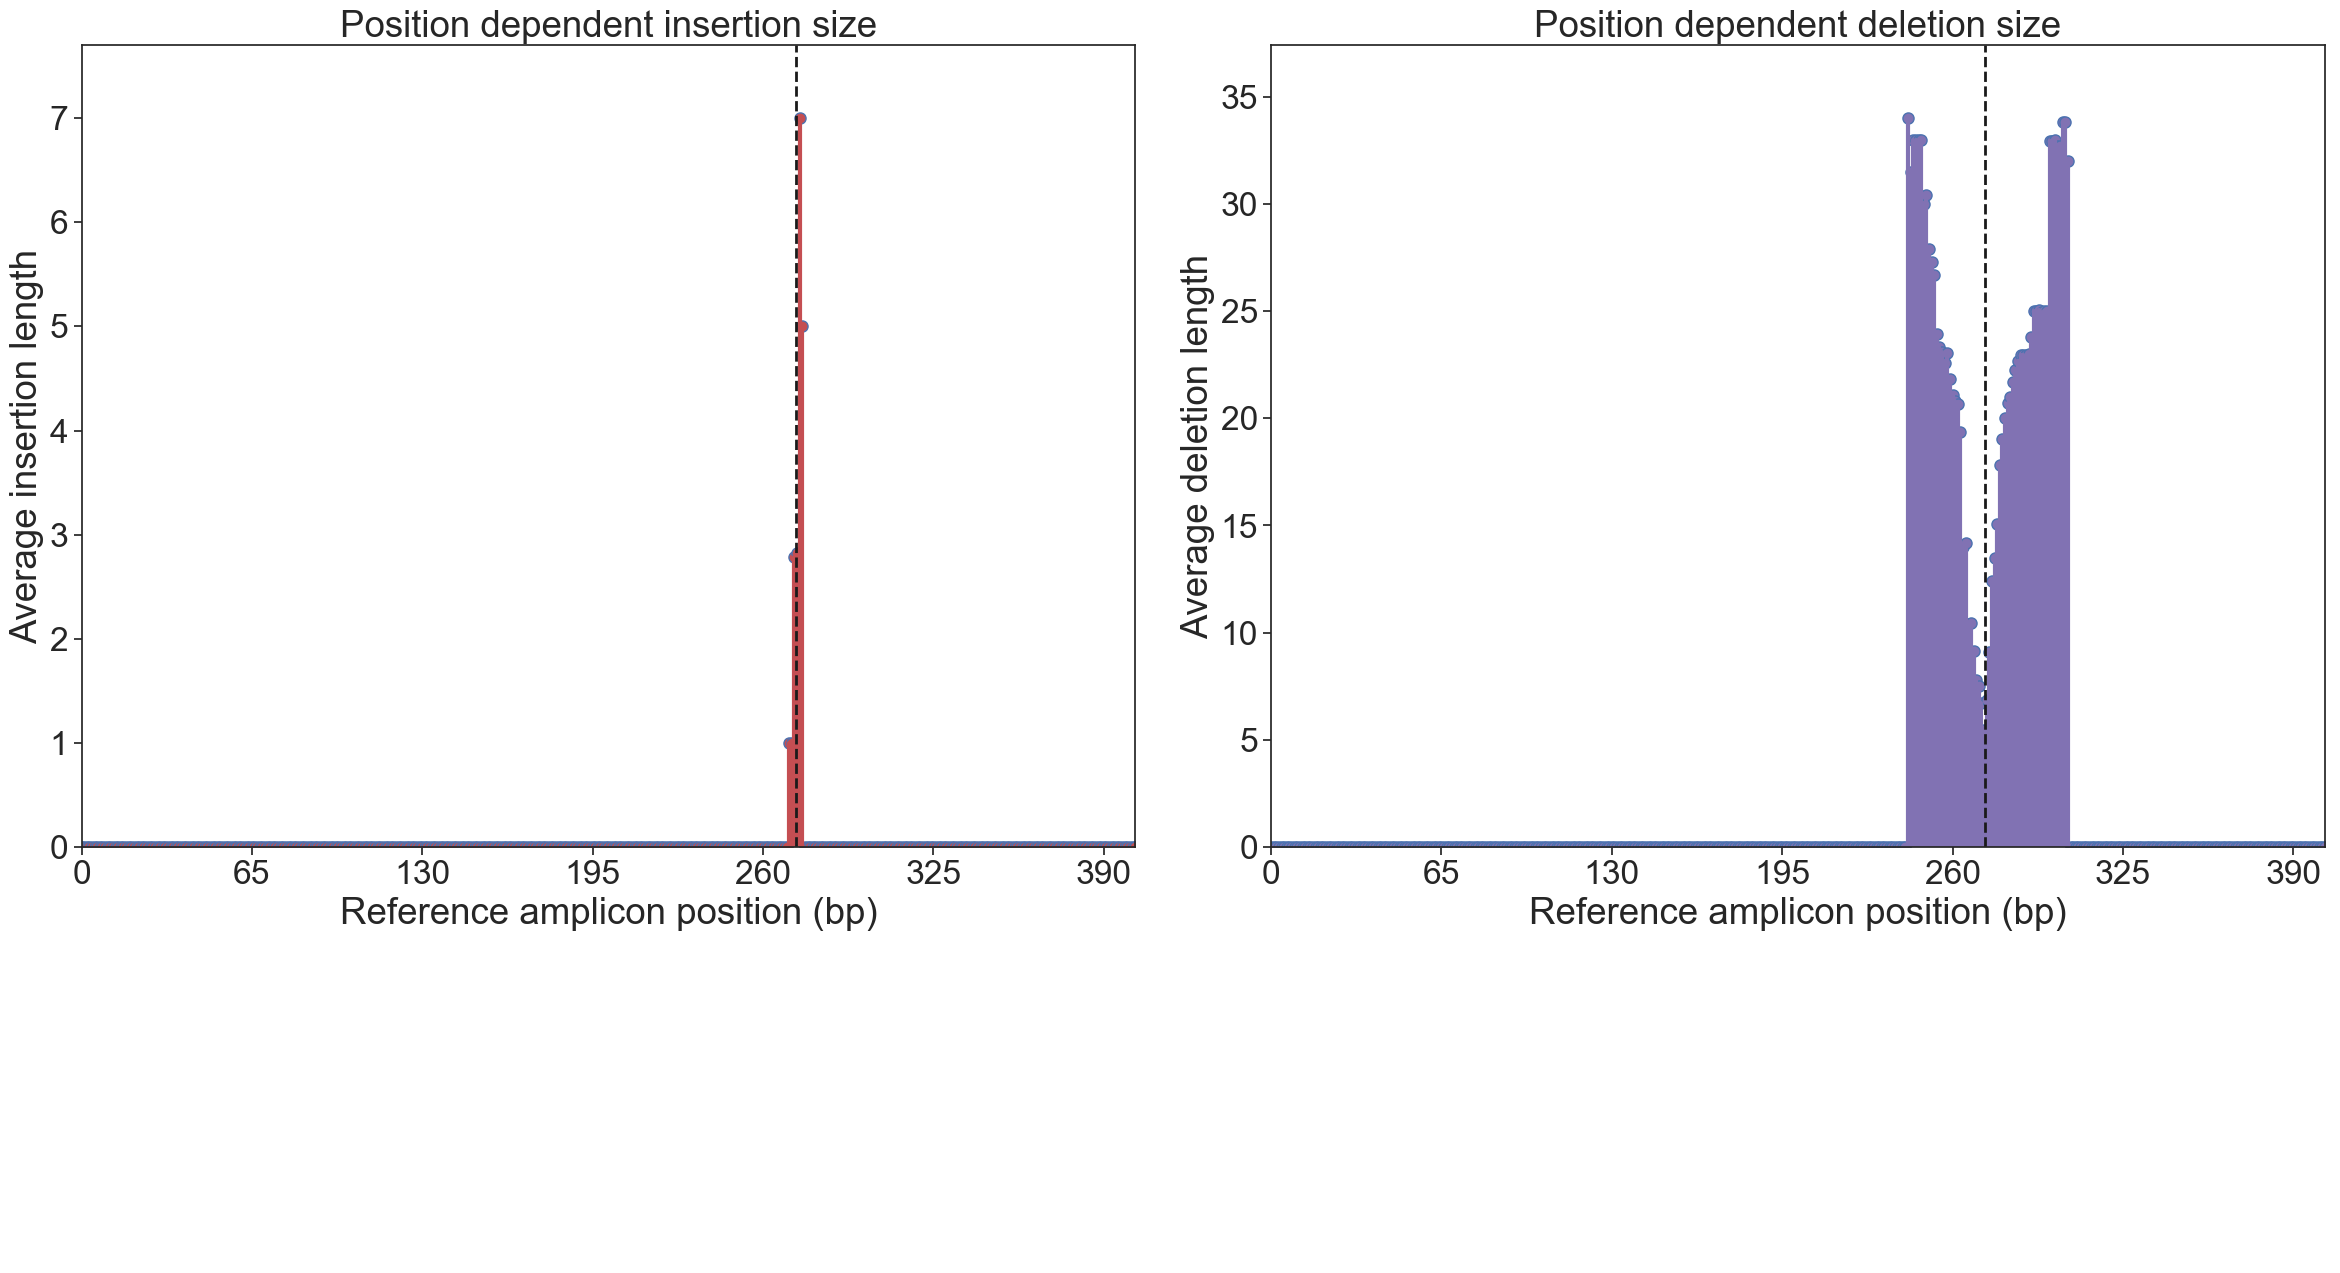 Position dependent insertion size
Average insertion length
7
6
5
4
3
2
1
0
0 65 130 195 260 325 390
Reference amplicon position (bp)
Position dependent deletion size
Average deletion length
35
30
25
20
15
10
5
0
0 65 130 195 260 325 390
Reference amplicon position (bp)